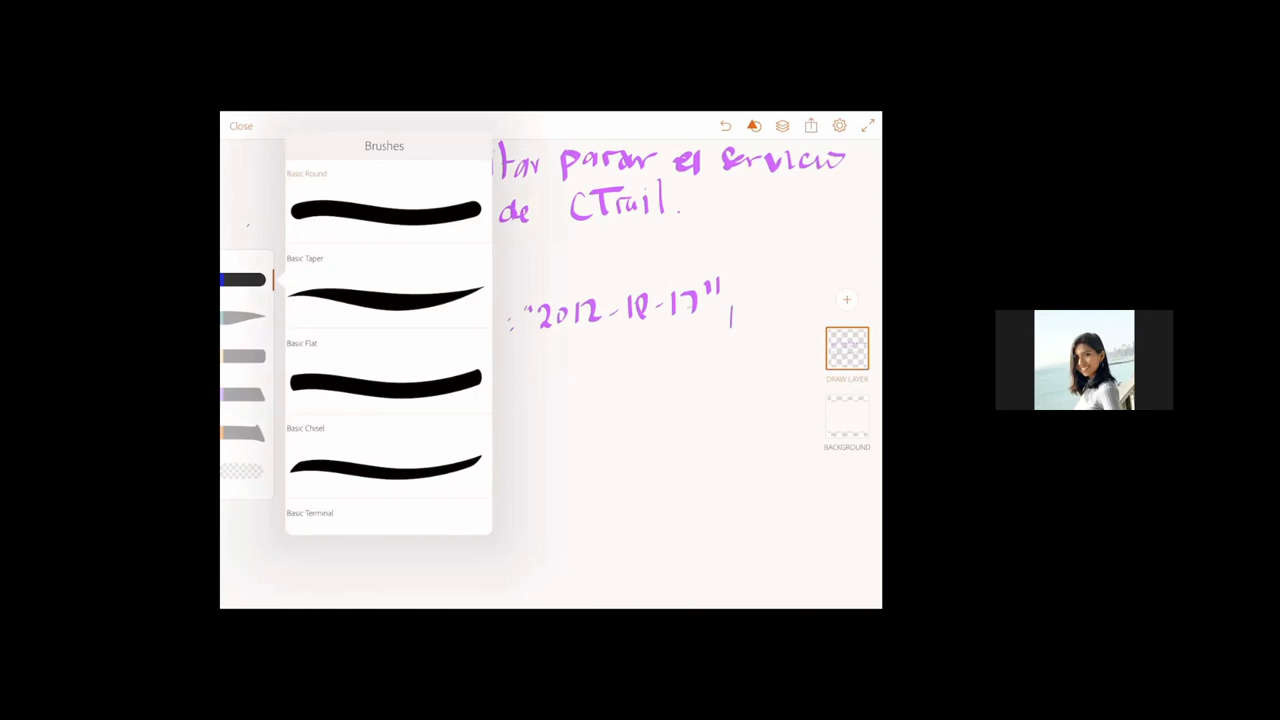 Close
Brushes
Basic Round
tar parar el servicio
de CTrail.
Basic Taper
: "2012-18-17",
Basic Flat
DRAW LAYER
Basic Chisel
BACKGROUND
Basic Terminal